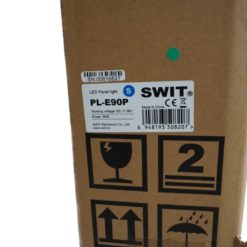 SN 00618627
LED Panel light
S
SWIT®
PL-E90P
Made in China
Working voltage: DC 11-36V
Power: 90W
SWIT Electronics Co., Ltd.
www.swit.cc
6 948193 508207 >
2